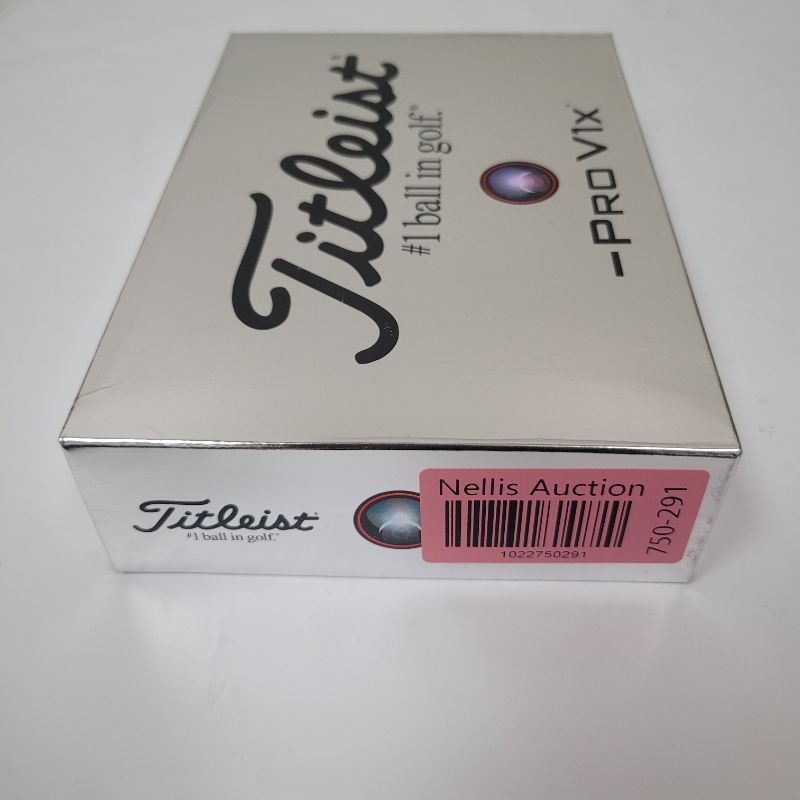 Titleist
#1 ball in golf.®
–PRO V1X®
Titleist
#1 ball in golf.®
Nellis Auction
1022750291
750-291